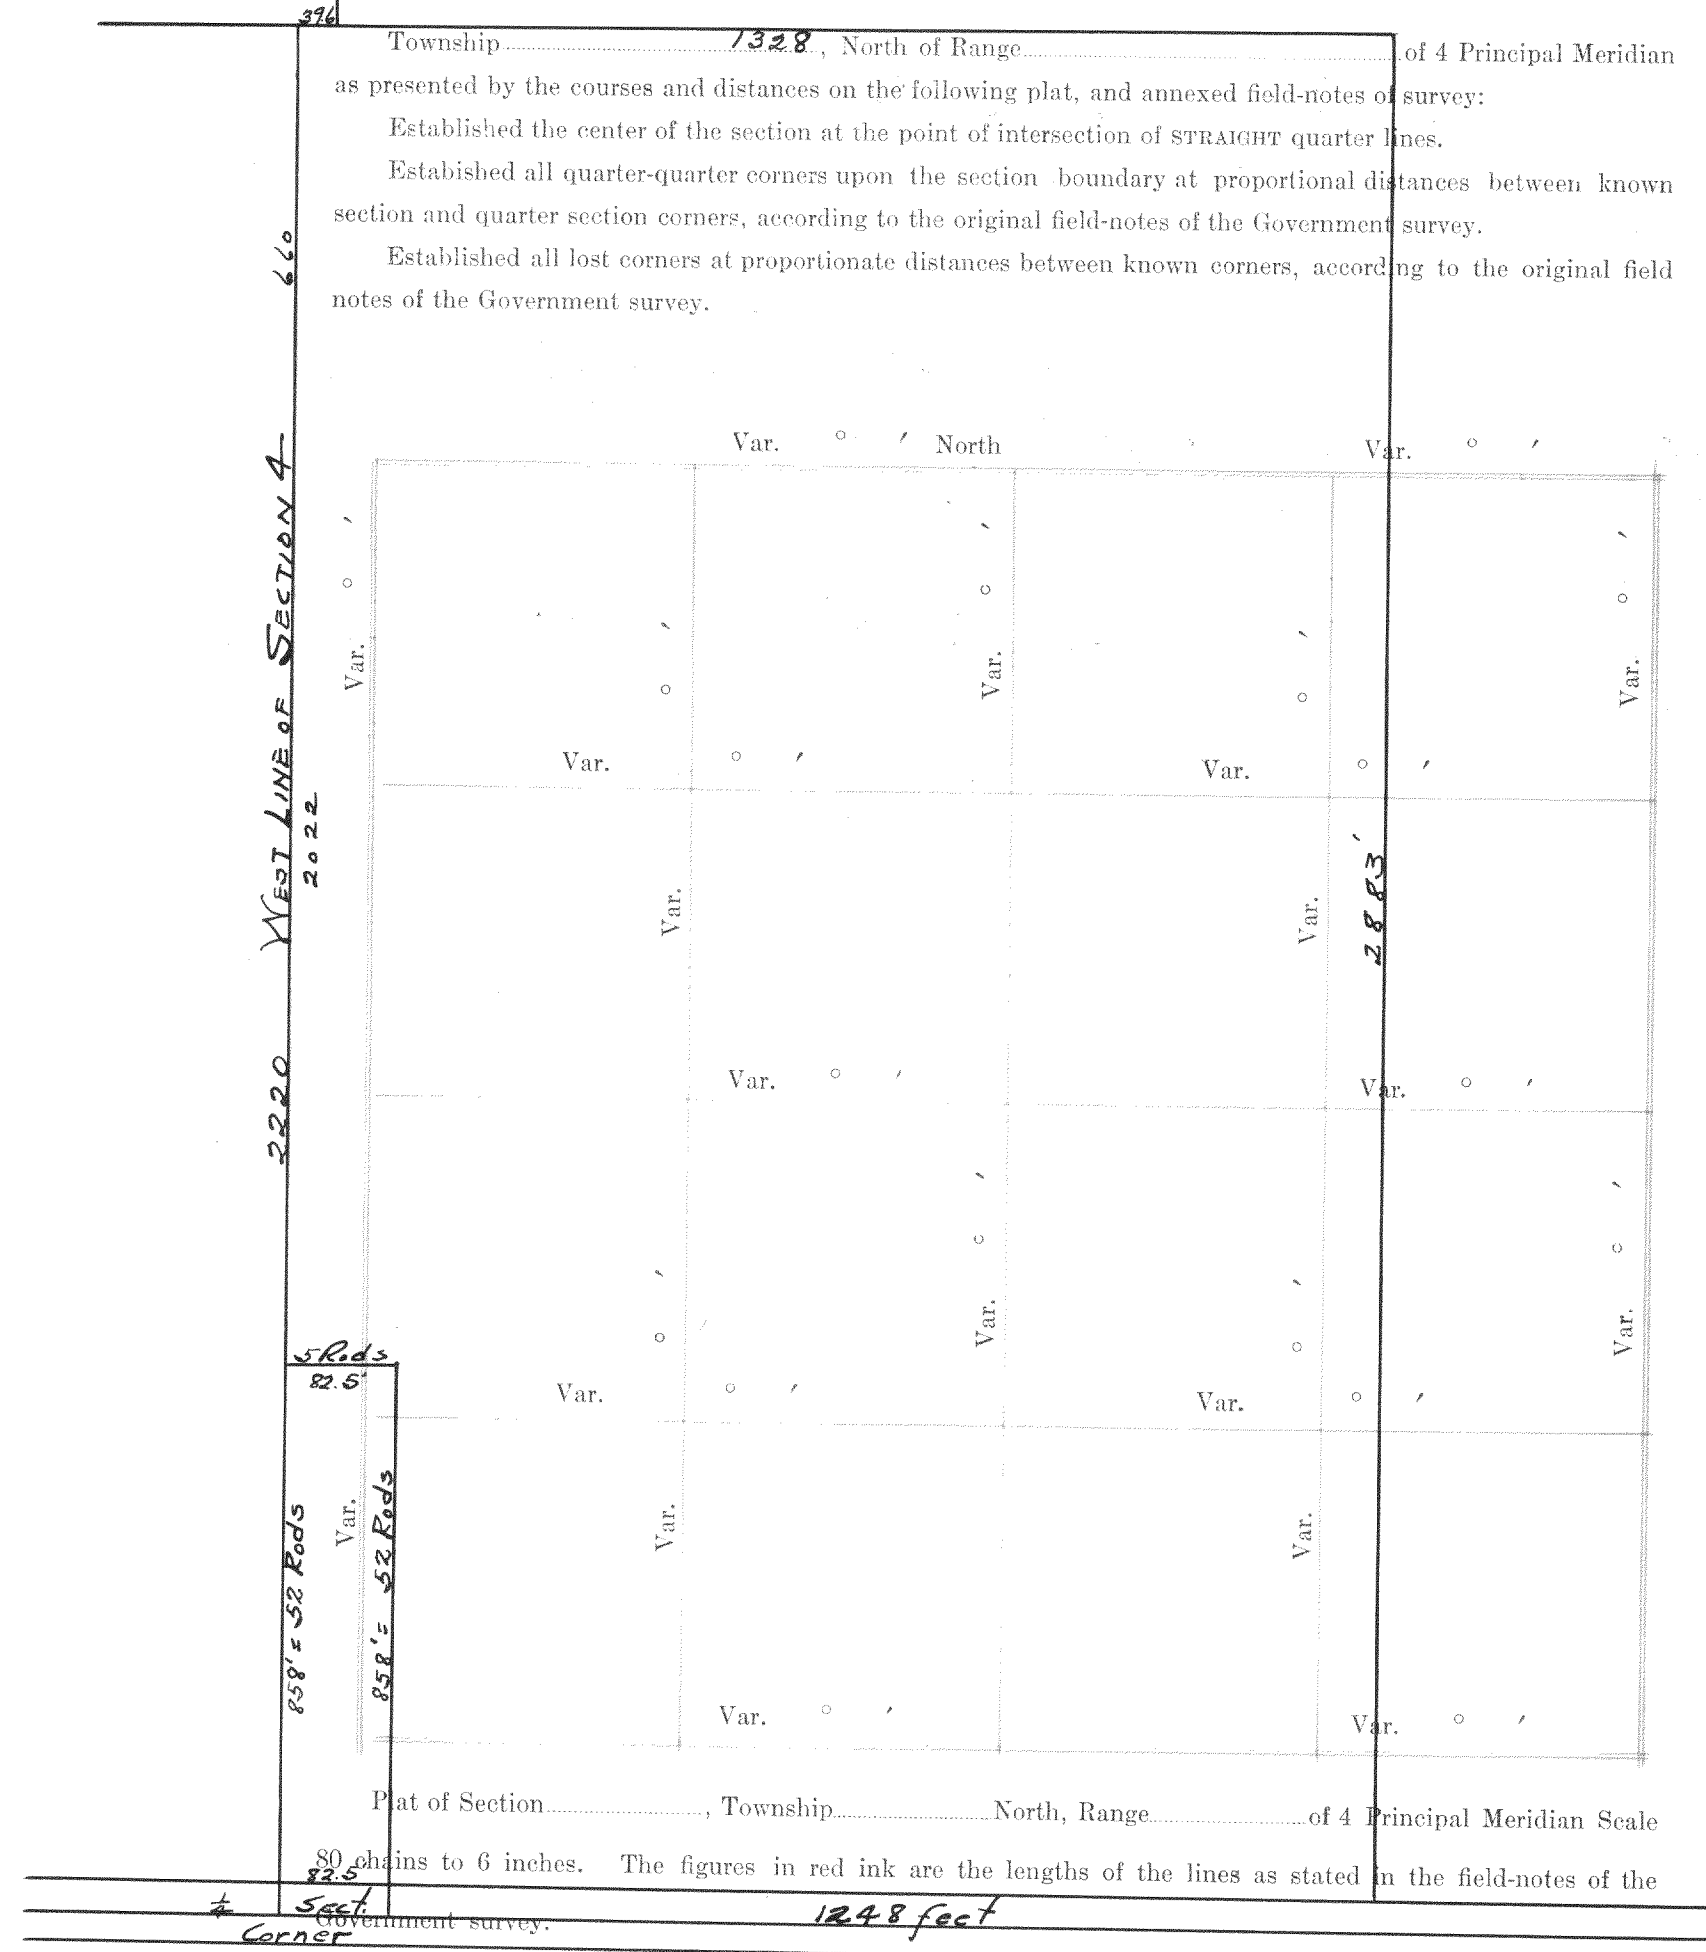 396
Township 1328, North of Range of 4 Principal Meridian
as presented by the courses and distances on the following plat, and annexed field-notes of survey:
Established the center of the section at the point of intersection of STRAIGHT quarter lines.
Estabished all quarter-quarter corners upon the section boundary at proportional distances between known
section and quarter section corners, according to the original field-notes of the Government survey.
Established all lost corners at proportionate distances between known corners, according to the original field
notes of the Government survey.
660
WEST LINE OF SECTION 4
2022
2220
Var. ° ′ North Var. ° ′
Var. ° ′
Var. ° ′
Var. ° ′
Var. ° ′
Var. ° ′
Var. ° ′ Var. ° ′
Var.
Var.
2883′
Var. ° ′ Var. ° ′
Var. ° ′
Var. ° ′
Var. ° ′
Var. ° ′
5 Rods
82.5′
Var. ° ′ Var. ° ′
858′ = 52 Rods
Var.
858′ = 52 Rods
Var.
Var.
Var. ° ′ Var. ° ′
Plat of Section , Township North, Range of 4 Principal Meridian Scale
80 chains to 6 inches. The figures in red ink are the lengths of the lines as stated in the field-notes of the
82.5′
Government survey.
1/4 Sect.
Corner
1248 feet